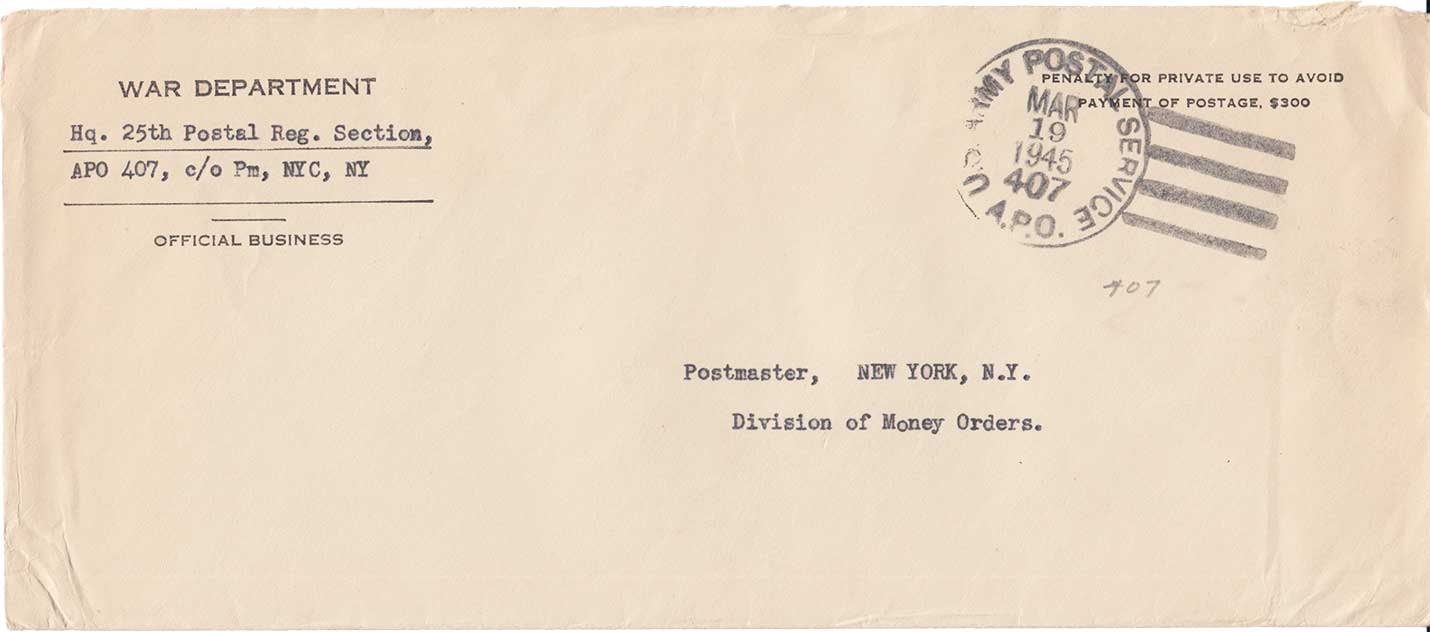 WAR DEPARTMENT
Hq. 25th Postal Reg. Section,
APO 407, c/o Pm, NYC, NY
OFFICIAL BUSINESS
PENALTY FOR PRIVATE USE TO AVOID
PAYMENT OF POSTAGE, $300
U.S. ARMY POSTAL SERVICE
MAR
19
1945
407
A.P.O.
407
Postmaster, NEW YORK, N.Y.
Division of Money Orders.